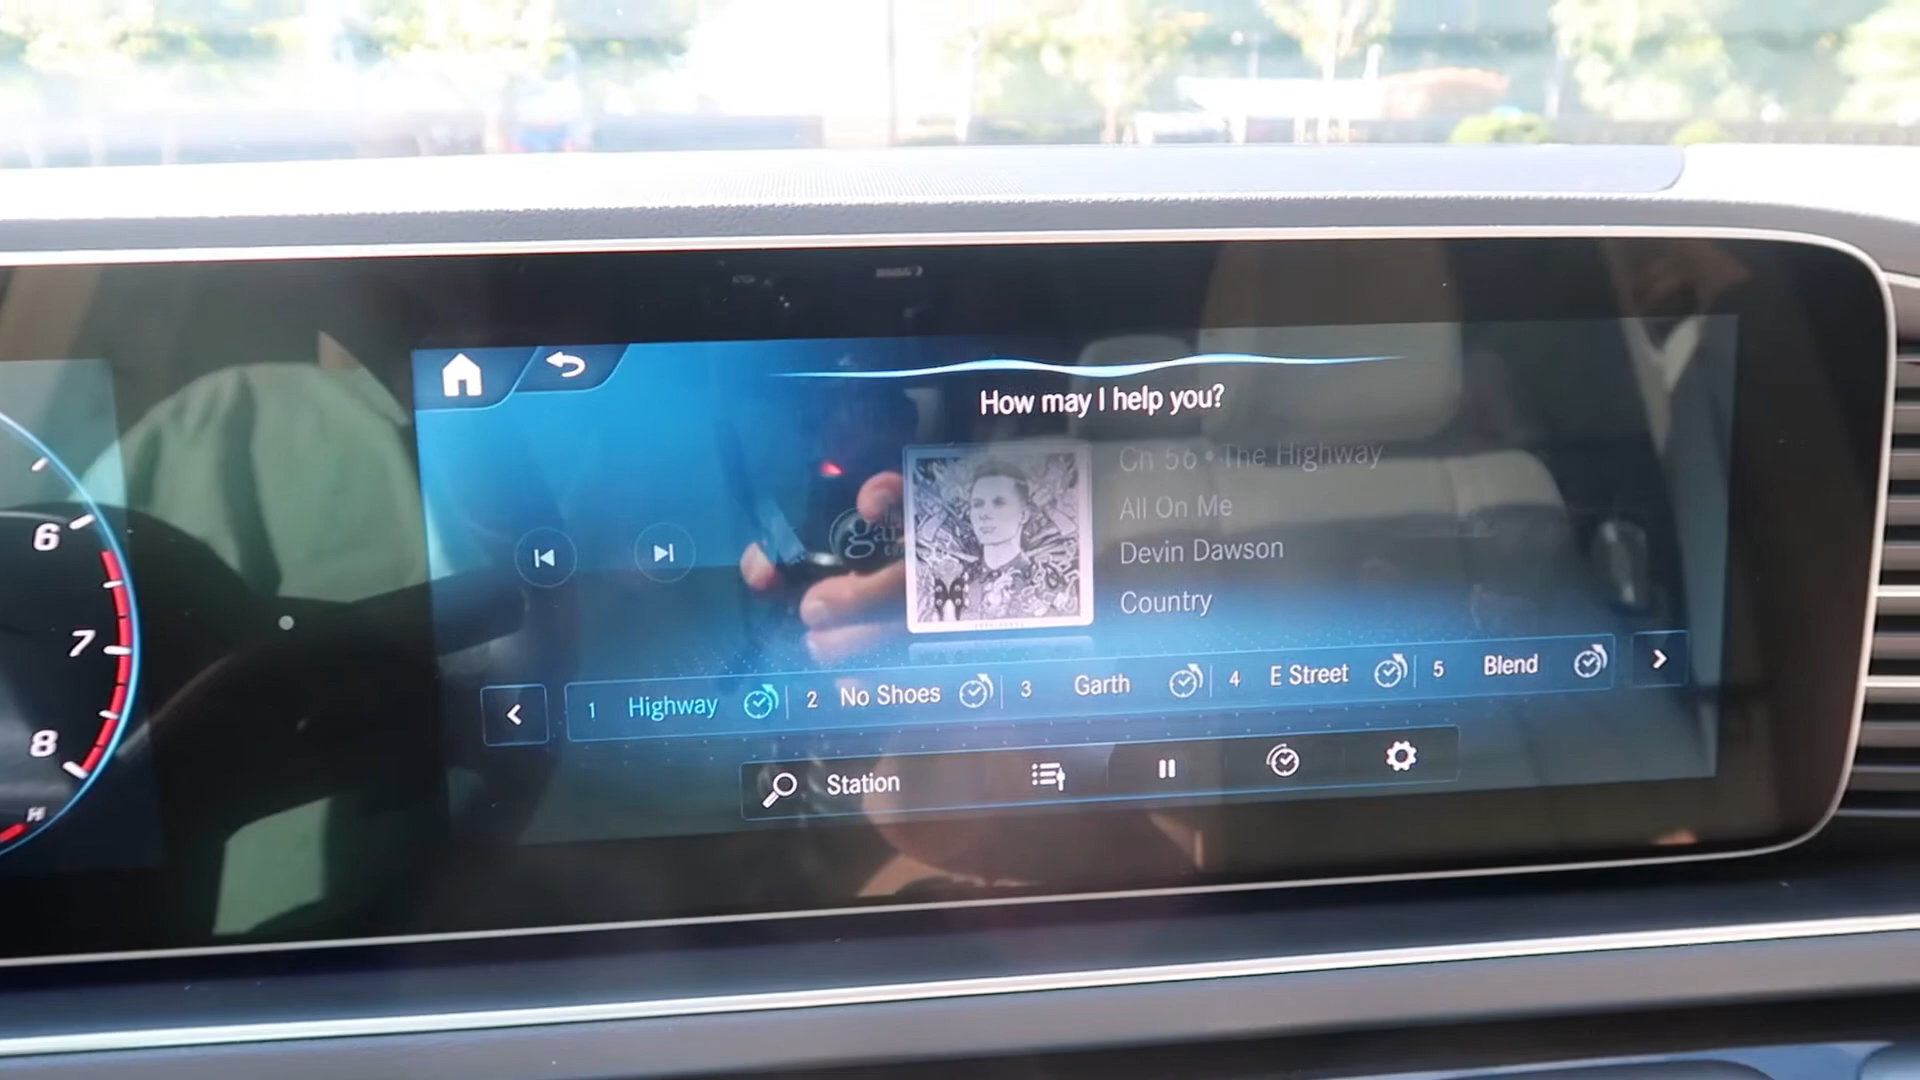 How may I help you?
Ch 56 • The Highway
All On Me
Devin Dawson
Country
6
7
8
H
1 Highway 2 No Shoes 3 Garth 4 E Street 5 Blend
Station